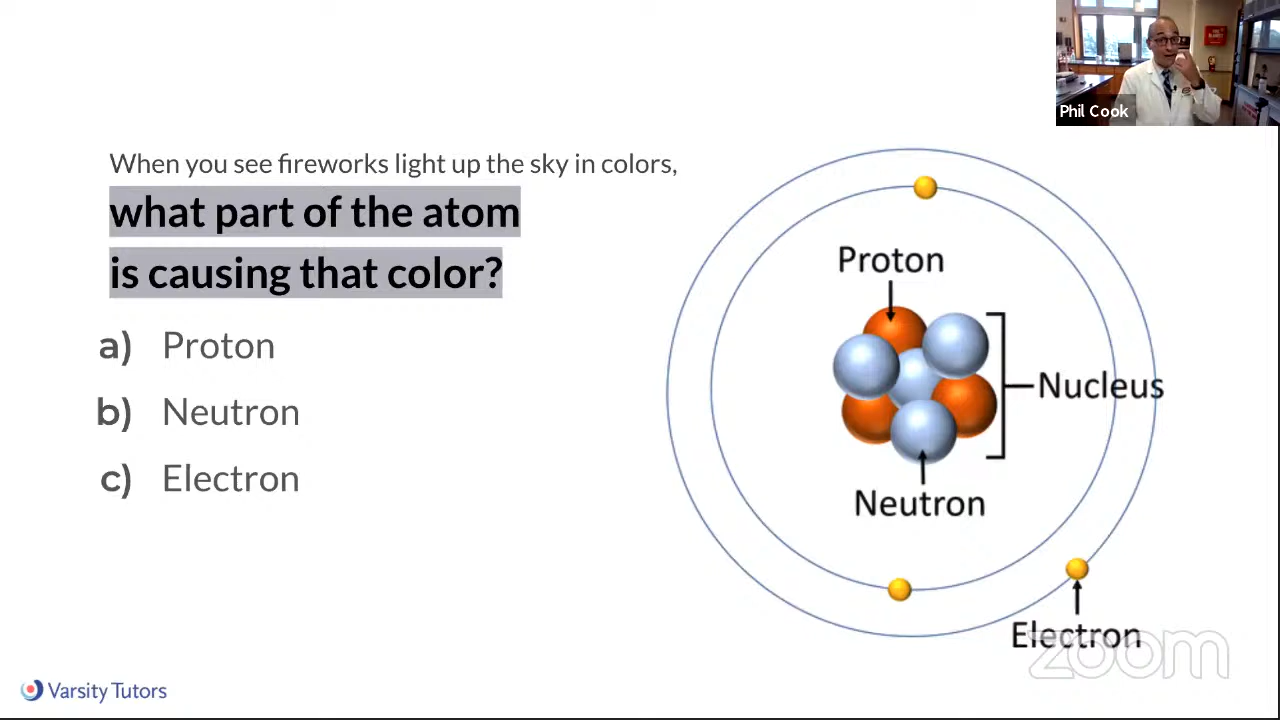 Phil Cook
When you see fireworks light up the sky in colors,
what part of the atom
is causing that color?
a) Proton
b) Neutron
c) Electron
Proton
Nucleus
Neutron
Electron
zoom
Varsity Tutors